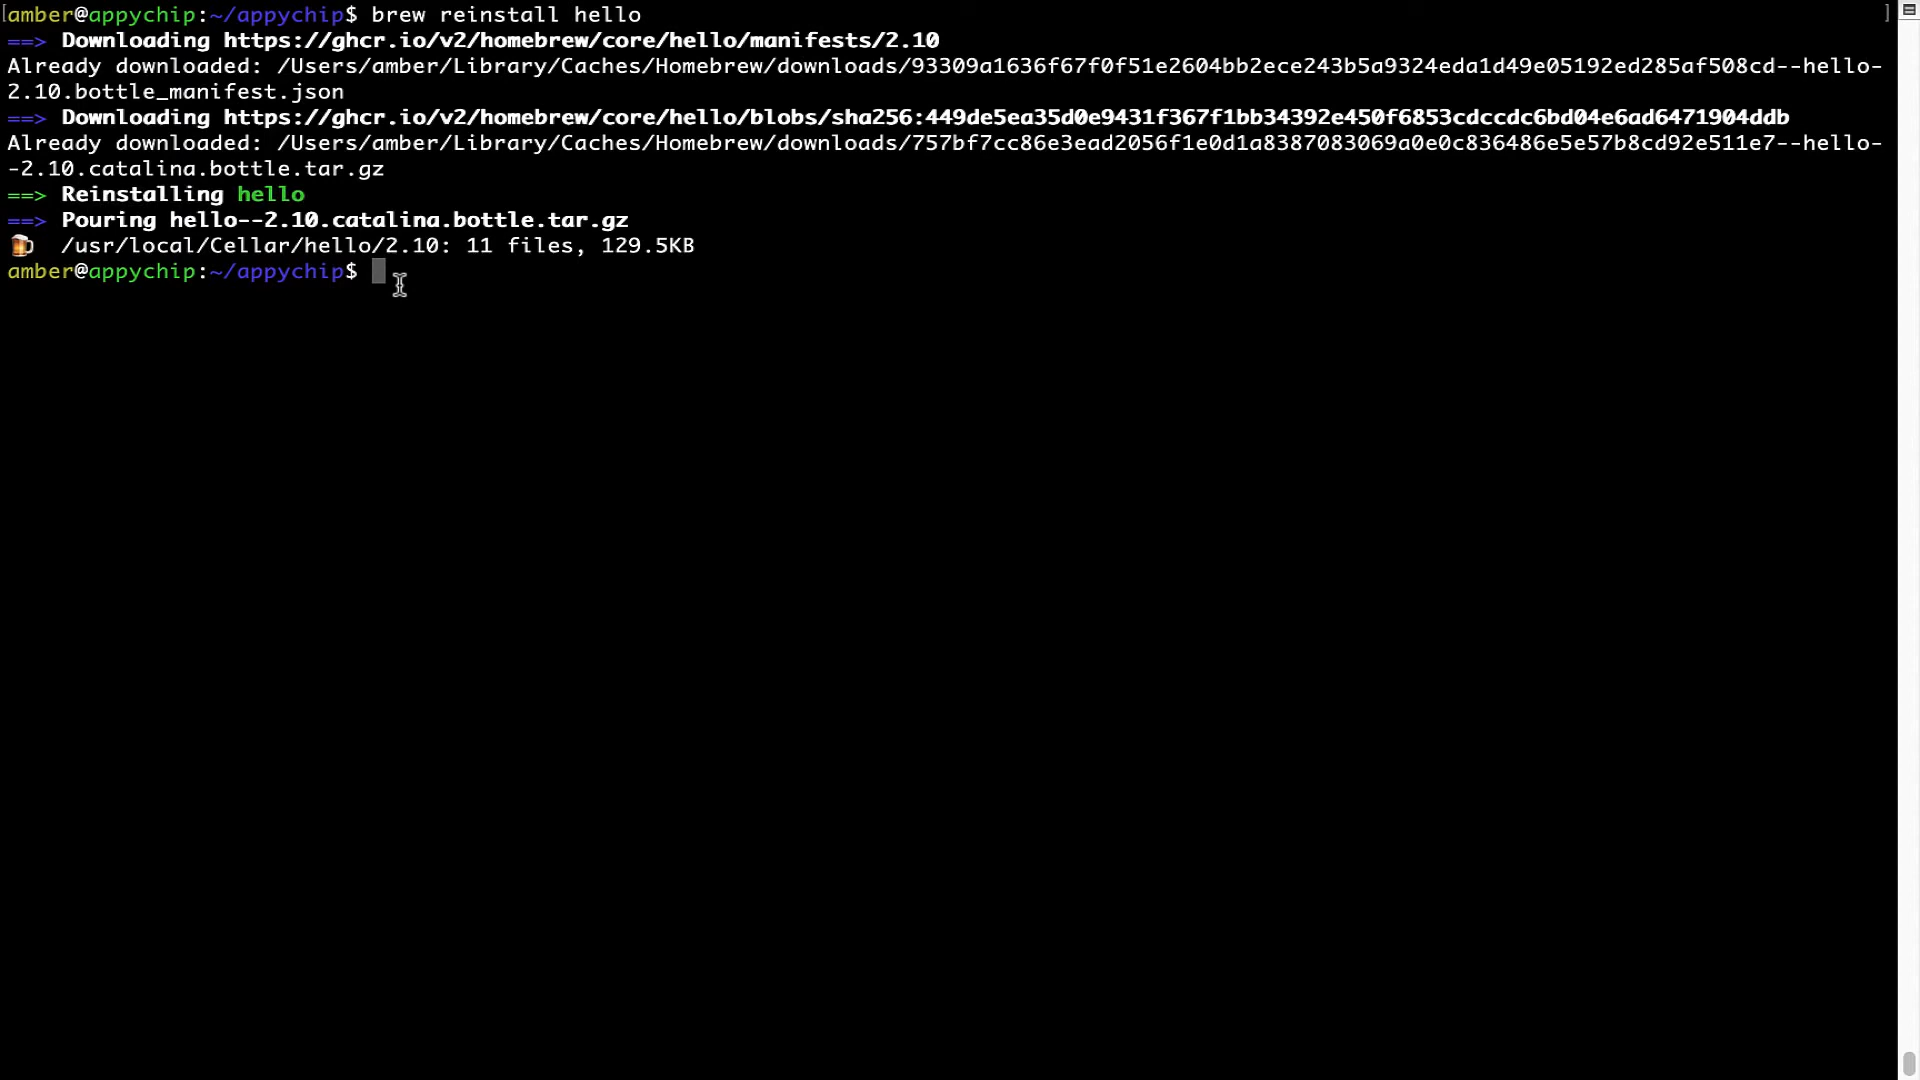 amber@appychip:~/appychip$ brew reinstall hello
==> Downloading https://ghcr.io/v2/homebrew/core/hello/manifests/2.10
Already downloaded: /Users/amber/Library/Caches/Homebrew/downloads/93309a1636f67f0f51e2604bb2ece243b5a9324eda1d49e05192ed285af508cd--hello-
2.10.bottle_manifest.json
==> Downloading https://ghcr.io/v2/homebrew/core/hello/blobs/sha256:449de5ea35d0e9431f367f1bb34392e450f6853cdccdc6bd04e6ad6471904ddb
Already downloaded: /Users/amber/Library/Caches/Homebrew/downloads/757bf7cc86e3ead2056f1e0d1a8387083069a0e0c836486e5e57b8cd92e511e7--hello-
-2.10.catalina.bottle.tar.gz
==> Reinstalling hello
==> Pouring hello--2.10.catalina.bottle.tar.gz
🍺  /usr/local/Cellar/hello/2.10: 11 files, 129.5KB
amber@appychip:~/appychip$